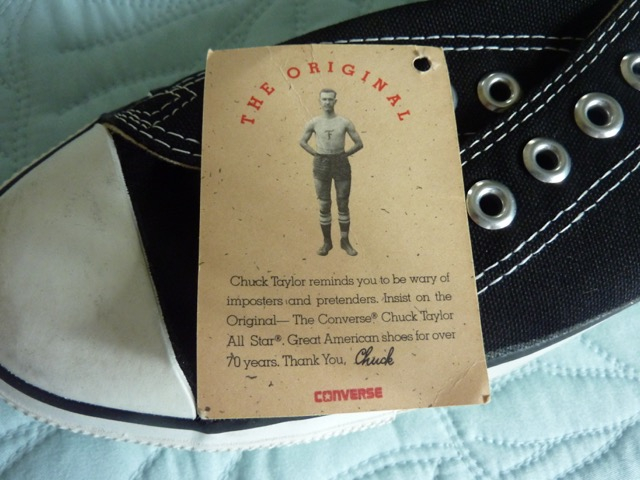 THE ORIGINAL
Chuck Taylor reminds you to be wary of
imposters and pretenders. Insist on the
Original— The Converse® Chuck Taylor
All Star®. Great American shoes for over
70 years. Thank You, Chuck
CONVERSE